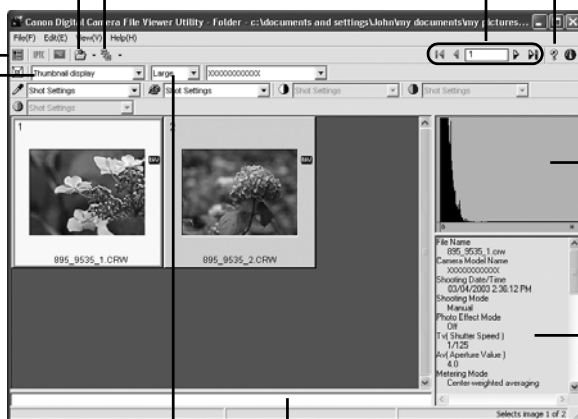 Canon Digital Camera File Viewer Utility - Folder - c:\documents and settings\John\my documents\my pictures...
File(F) Edit(E) View(V) Help(H)
IPTC
1
Thumbnail display Large XXXXXXXXXXXX
Shot Settings Shot Settings Shot Settings Shot Settings
Shot Settings
1 2
RAW RAW
895_9535_1.CRW 895_9535_2.CRW
0
File Name
895_9535_1.crw
Camera Model Name
XXXXXXXXXXXX
Shooting Date/Time
03/04/2003 2:36:12 PM
Shooting Mode
Manual
Photo Effect Mode
Off
Tv( Shutter Speed )
1/125
Av( Aperture Value )
4.0
Metering Mode
Center-weighted averaging
Selects image 1 of 2